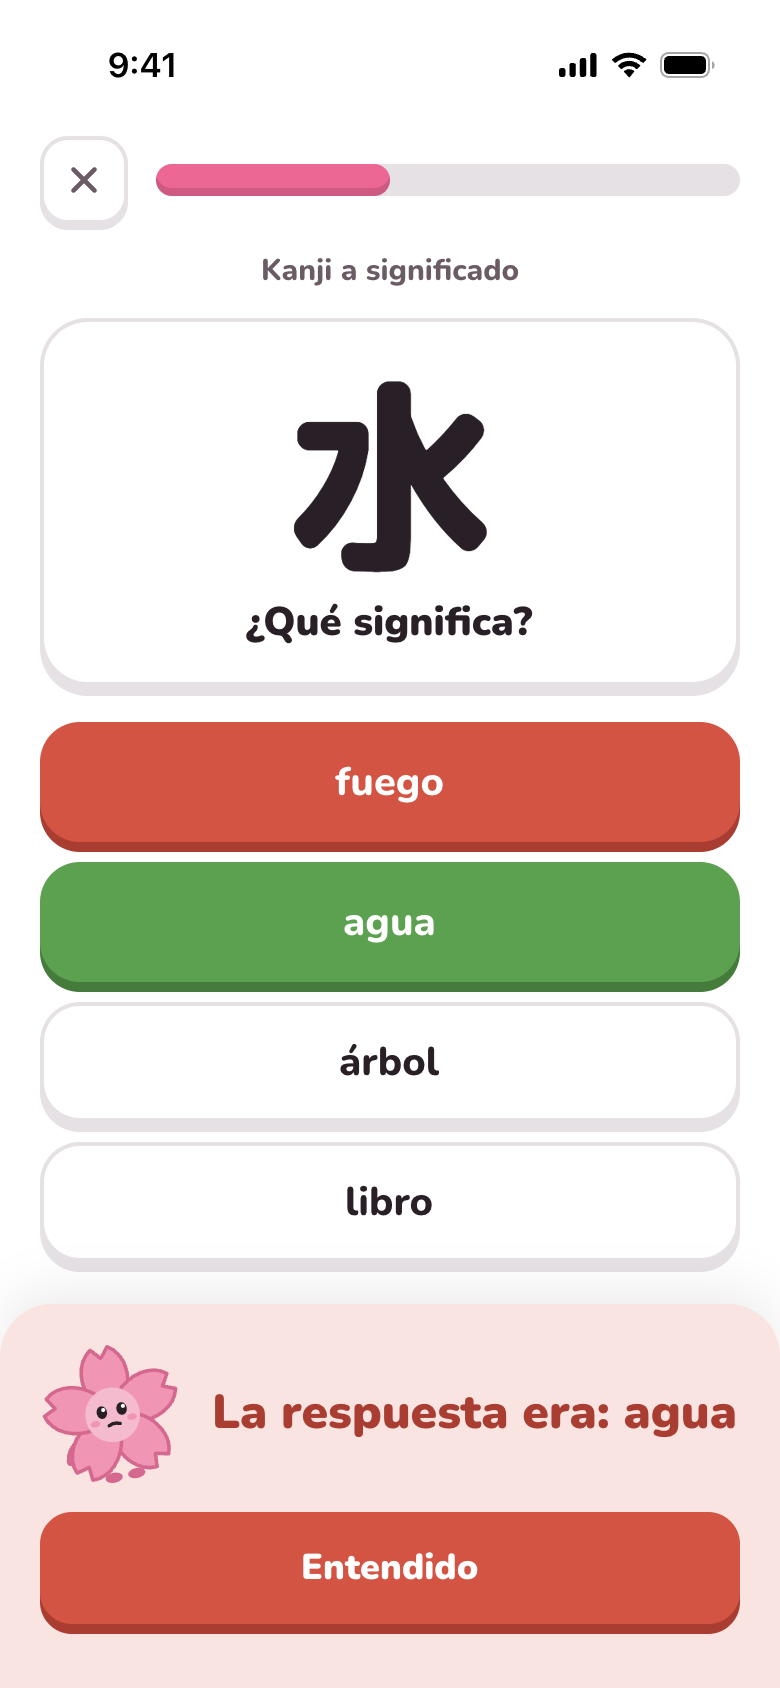 9:41
Kanji a significado
水
¿Qué significa?
fuego
agua
árbol
libro
La respuesta era: agua
Entendido